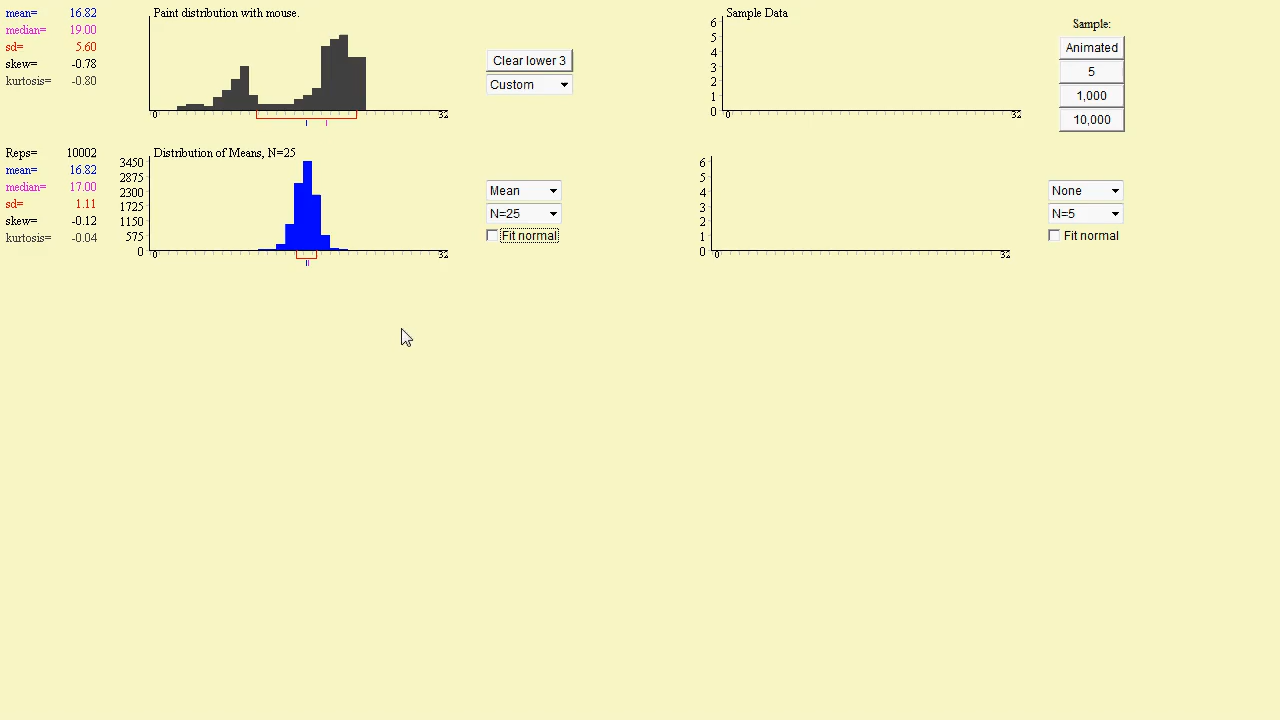 mean= 16.82
median= 19.00
sd= 5.60
skew= -0.78
kurtosis= -0.80
Paint distribution with mouse.
0 32
Clear lower 3
Custom
Sample Data
6
5
4
3
2
1
0
0 32
Sample:
Animated
5
1,000
10,000
Reps= 10002
mean= 16.82
median= 17.00
sd= 1.11
skew= -0.12
kurtosis= -0.04
Distribution of Means, N=25
3450
2875
2300
1725
1150
575
0
0 32
Mean
N=25
Fit normal
6
5
4
3
2
1
0
0 32
None
N=5
Fit normal